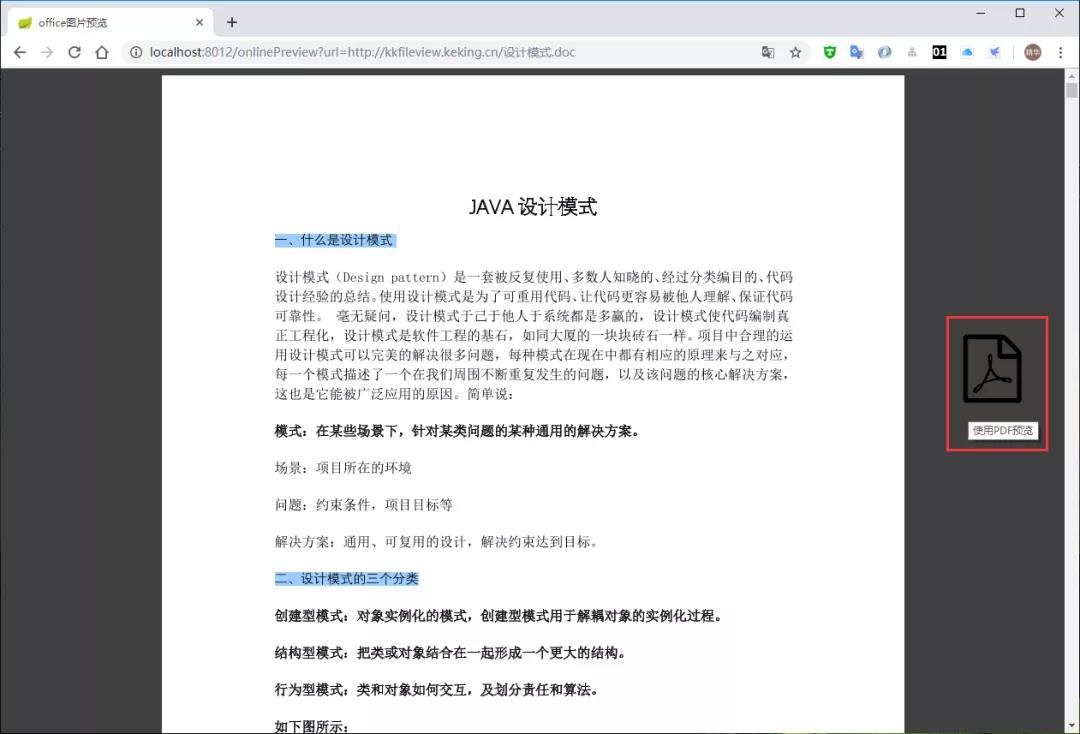 office图片预览
localhost:8012/onlinePreview?url=http://kkfileview.keking.cn/设计模式.doc
01
精华
JAVA 设计模式
一、什么是设计模式
设计模式（Design pattern）是一套被反复使用、多数人知晓的、经过分类编目的、代码
设计经验的总结。使用设计模式是为了可重用代码、让代码更容易被他人理解、保证代码
可靠性。 毫无疑问，设计模式于己于他人于系统都是多赢的，设计模式使代码编制真
正工程化，设计模式是软件工程的基石，如同大厦的一块块砖石一样。项目中合理的运
用设计模式可以完美的解决很多问题，每种模式在现在中都有相应的原理来与之对应，
每一个模式描述了一个在我们周围不断重复发生的问题，以及该问题的核心解决方案，
这也是它能被广泛应用的原因。简单说：
模式：在某些场景下，针对某类问题的某种通用的解决方案。
场景：项目所在的环境
问题：约束条件，项目目标等
解决方案：通用、可复用的设计，解决约束达到目标。
二、设计模式的三个分类
创建型模式：对象实例化的模式，创建型模式用于解耦对象的实例化过程。
结构型模式：把类或对象结合在一起形成一个更大的结构。
行为型模式：类和对象如何交互，及划分责任和算法。
如下图所示：
使用PDF预览